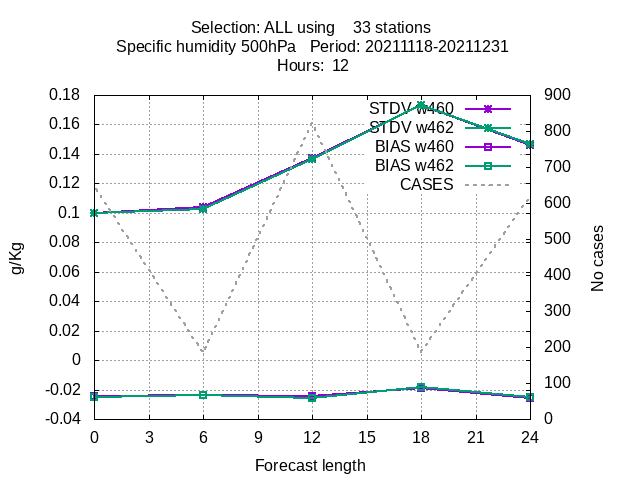 Selection: ALL using 33 stations
Specific humidity 500hPa Period: 20211118-20211231
Hours: 12
0.18
0.16
0.14
0.12
0.1
0.08
0.06
0.04
0.02
0
-0.02
-0.04
g/Kg
STDV w460
STDV w462
BIAS w460
BIAS w462
CASES
900
800
700
600
500
400
300
200
100
0
No cases
0 3 6 9 12 15 18 21 24
Forecast length